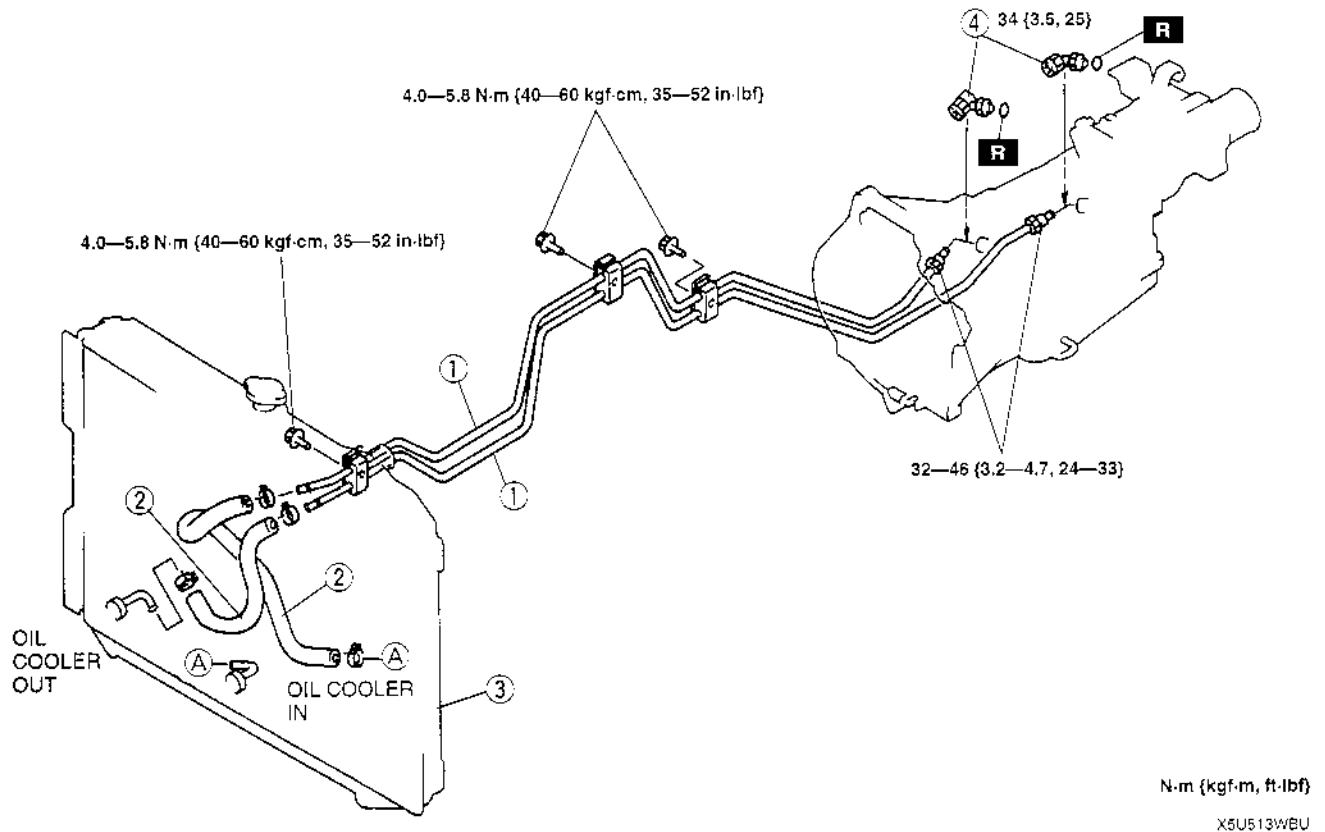 4 34 {3.5, 25}
R
4.0—5.8 N·m {40—60 kgf·cm, 35—52 in·lbf}
R
4.0—5.8 N·m {40—60 kgf·cm, 35—52 in·lbf}
1
32—46 {3.2—4.7, 24—33}
1
2
2
OIL
COOLER
OUT
A
A
OIL COOLER
IN
3
N·m {kgf·m, ft·lbf}
X5U513WBU